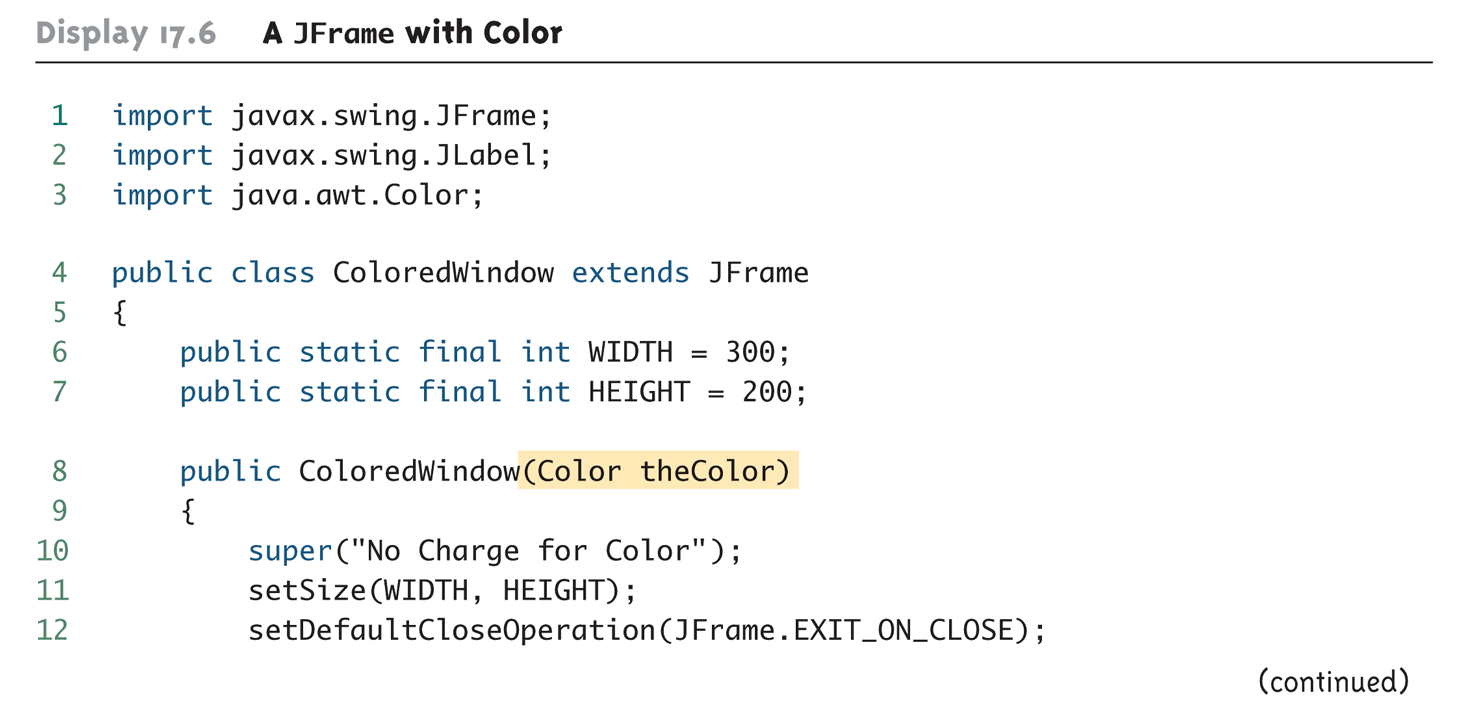 Display 17.6 A JFrame with Color
1 import javax.swing.JFrame;
2 import javax.swing.JLabel;
3 import java.awt.Color;
4 public class ColoredWindow extends JFrame
5 {
6 public static final int WIDTH = 300;
7 public static final int HEIGHT = 200;
8 public ColoredWindow(Color theColor)
9 {
10 super("No Charge for Color");
11 setSize(WIDTH, HEIGHT);
12 setDefaultCloseOperation(JFrame.EXIT_ON_CLOSE);
(continued)